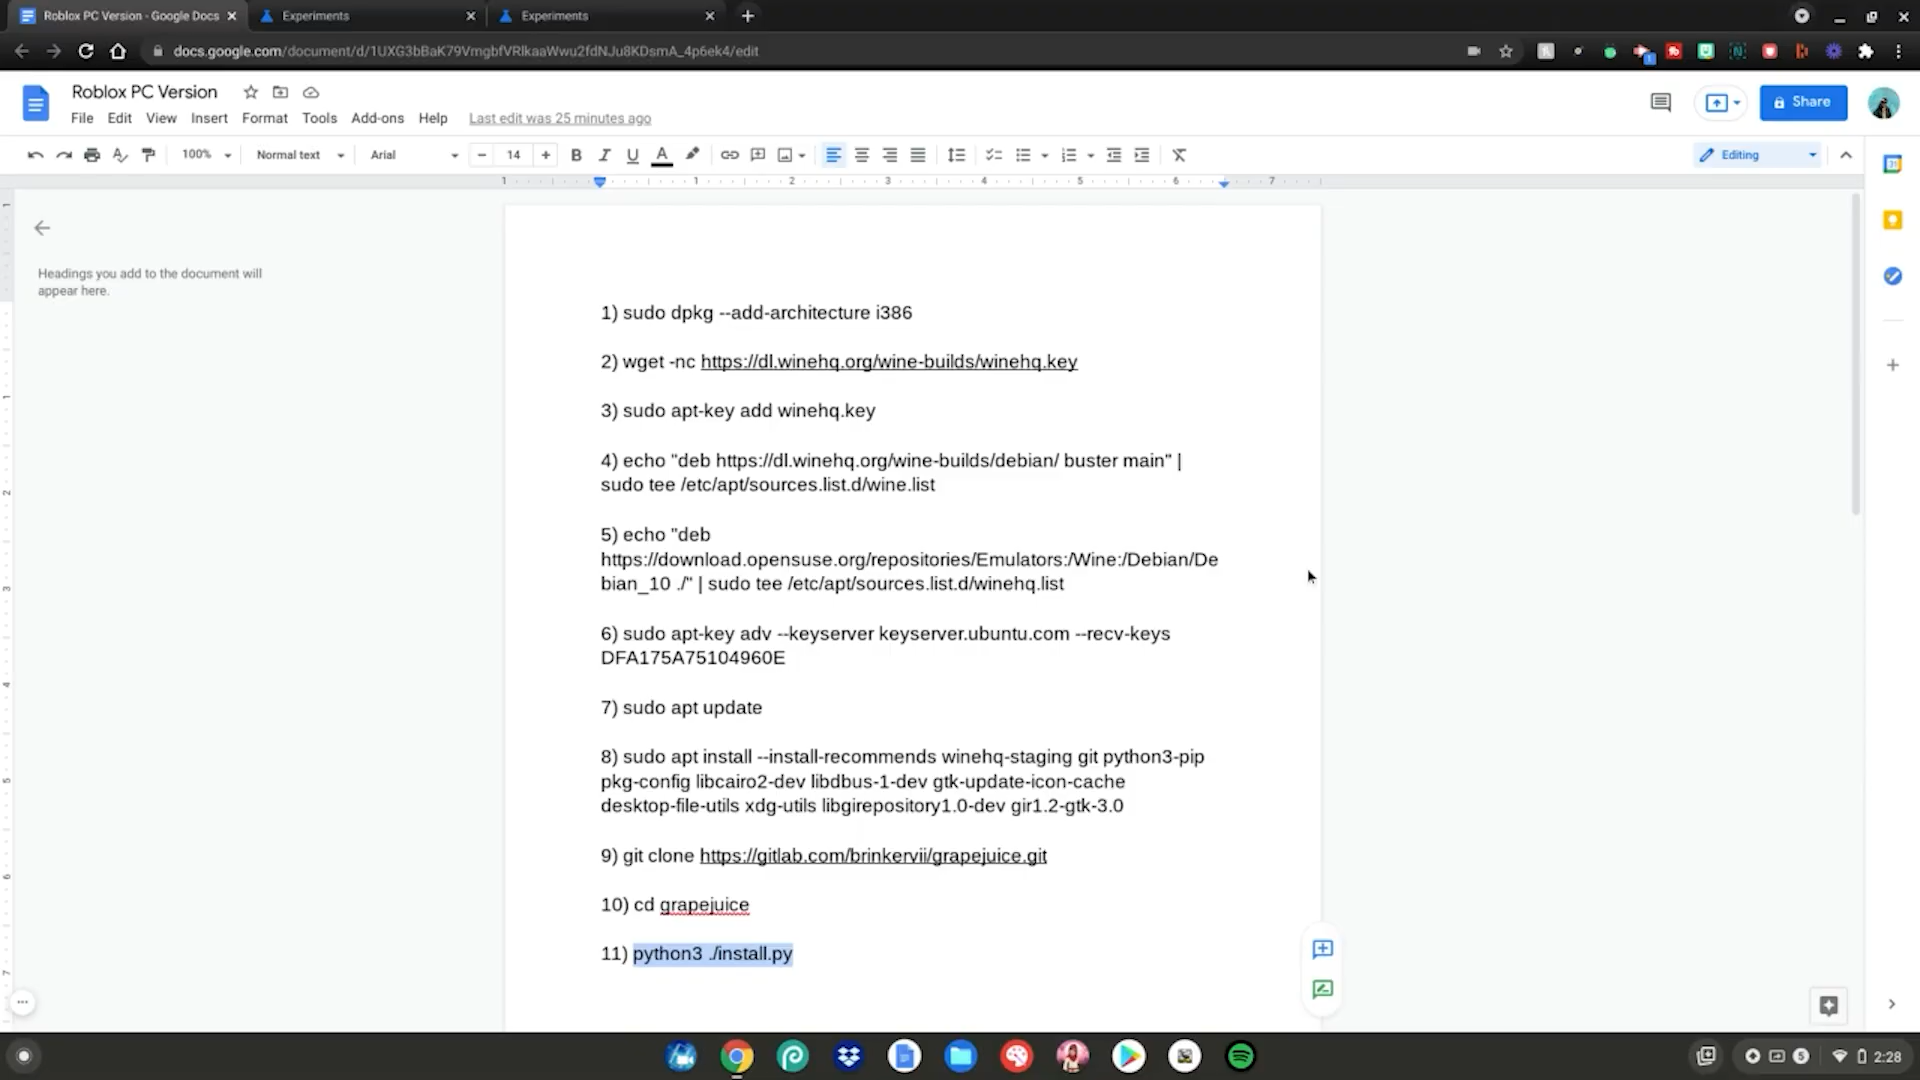 Roblox PC Version - Google Docs
Experiments
Experiments
docs.google.com/document/d/1UXG3bBaK79VmgbfVRlkaaWwu2fdNJu8KDsmA_4p6ek4/edit
Roblox PC Version
Share
File Edit View Insert Format Tools Add-ons Help Last edit was 25 minutes ago
100% Normal text Arial 14 Editing
1 1 2 3 4 5 6 7
Headings you add to the document will
appear here.
1) sudo dpkg --add-architecture i386
2) wget -nc https://dl.winehq.org/wine-builds/winehq.key
3) sudo apt-key add winehq.key
4) echo "deb https://dl.winehq.org/wine-builds/debian/ buster main" |
sudo tee /etc/apt/sources.list.d/wine.list
5) echo "deb
https://download.opensuse.org/repositories/Emulators:/Wine:/Debian/De
bian_10 ./" | sudo tee /etc/apt/sources.list.d/winehq.list
6) sudo apt-key adv --keyserver keyserver.ubuntu.com --recv-keys
DFA175A75104960E
7) sudo apt update
8) sudo apt install --install-recommends winehq-staging git python3-pip
pkg-config libcairo2-dev libdbus-1-dev gtk-update-icon-cache
desktop-file-utils xdg-utils libgirepository1.0-dev gir1.2-gtk-3.0
9) git clone https://gitlab.com/brinkervii/grapejuice.git
10) cd grapejuice
11) python3 ./install.py
2:28